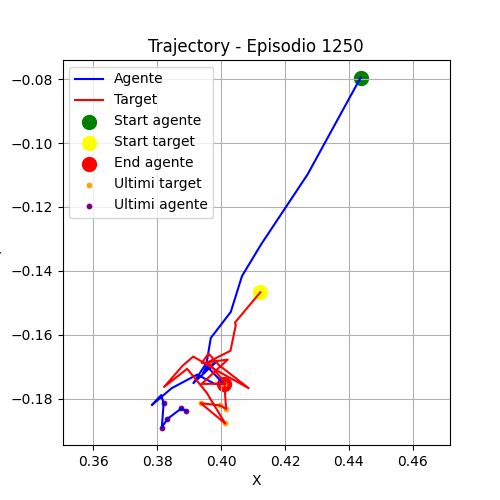 Trajectory - Episodio 1250
Agente
Target
Start agente
Start target
End agente
Ultimi target
Ultimi agente
−0.08
−0.10
−0.12
−0.14
−0.16
−0.18
0.36
0.38
0.40
0.42
0.44
0.46
X